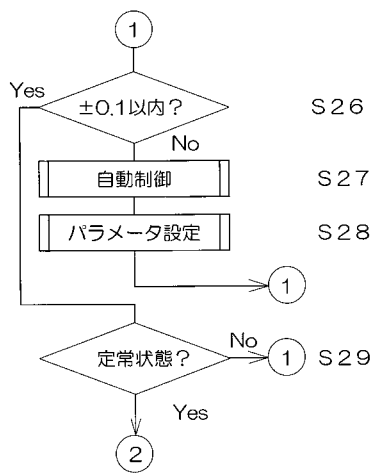 1
Yes
±0.1以内?
S26
No
自動制御
S27
パラメータ設定
S28
1
定常状態?
No
1
S29
Yes
2